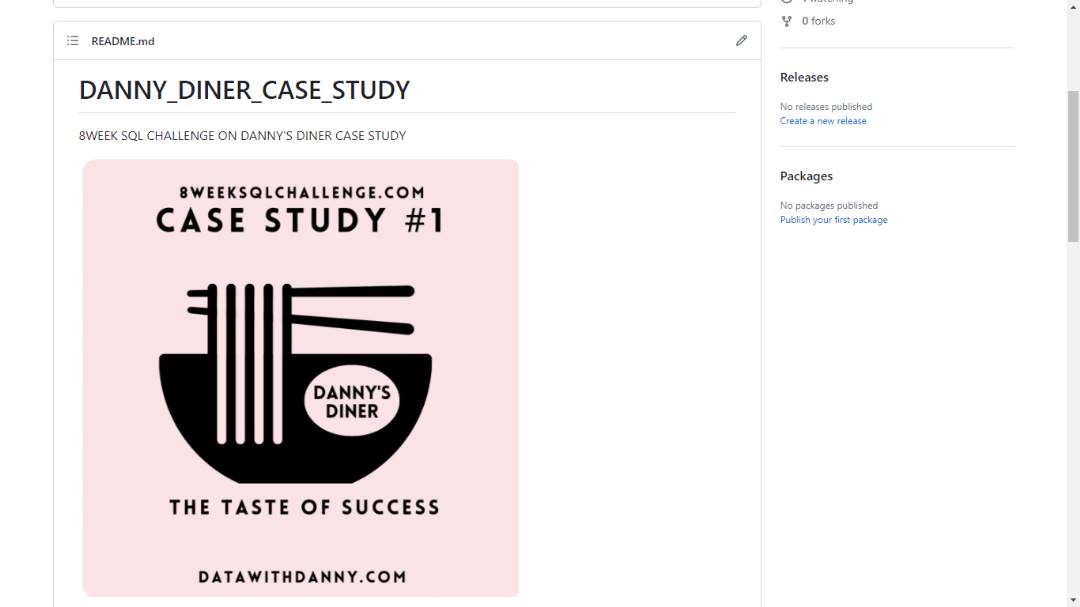 README.md
DANNY_DINER_CASE_STUDY
8WEEK SQL CHALLENGE ON DANNY'S DINER CASE STUDY
8WEEKSQLCHALLENGE.COM
CASE STUDY #1
DANNY'S
DINER
THE TASTE OF SUCCESS
DATAWITHDANNY.COM
0 forks
Releases
No releases published
Create a new release
Packages
No packages published
Publish your first package